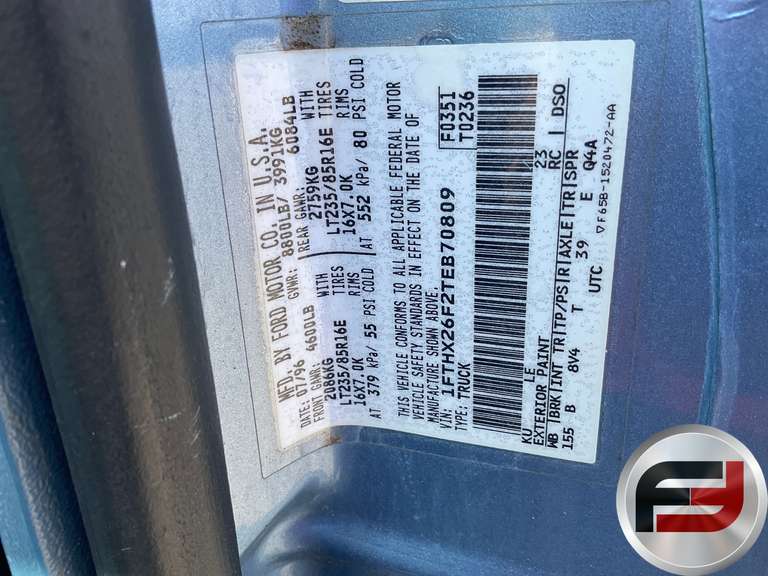 MFD. BY FORD MOTOR CO. IN U.S.A.
DATE: 07/96 GVWR: 8800LB/ 3991KG
FRONT GAWR: 4600LB REAR GAWR: 6084LB
2086KG WITH 2759KG WITH
LT235/85R16E TIRES LT235/85R16E TIRES
16X7.0K RIMS 16X7.0K RIMS
AT 379 kPa/ 55 PSI COLD AT 552 kPa/ 80 PSI COLD
THIS VEHICLE CONFORMS TO ALL APPLICABLE FEDERAL MOTOR
VEHICLE SAFETY STANDARDS IN EFFECT ON THE DATE OF
MANUFACTURE SHOWN ABOVE.
VIN: 1FTHX26F2TEB70809
TYPE: TRUCK
F0351
T0236
KU LE 23
EXTERIOR PAINT RC DSO
WB BRK INT TR TP/PS R AXLE TR SPR
155 B 8V4 T 39 E Q4A
UTC
▽F65B-1520472-AA